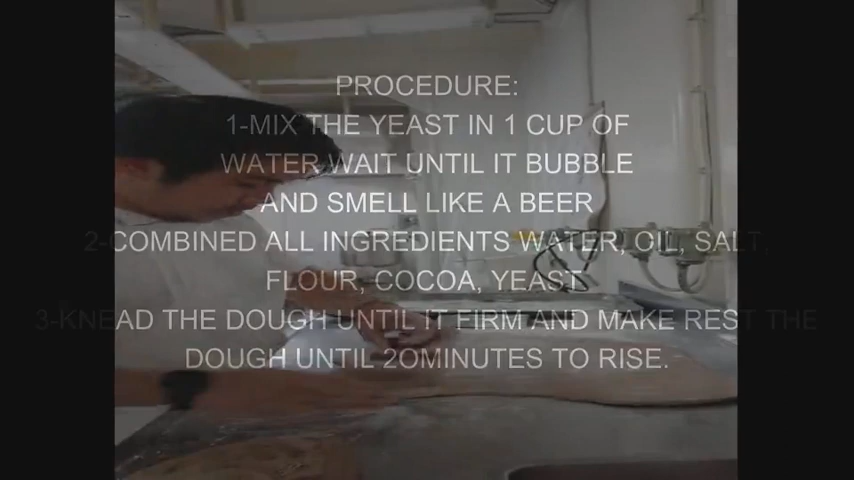 PROCEDURE:
1-MIX THE YEAST IN 1 CUP OF
WATER WAIT UNTIL IT BUBBLE
AND SMELL LIKE A BEER
2-COMBINED ALL INGREDIENTS WATER, OIL, SALT,
FLOUR, COCOA, YEAST
3-KNEAD THE DOUGH UNTIL IT FIRM AND MAKE REST THE
DOUGH UNTIL 2OMINUTES TO RISE.